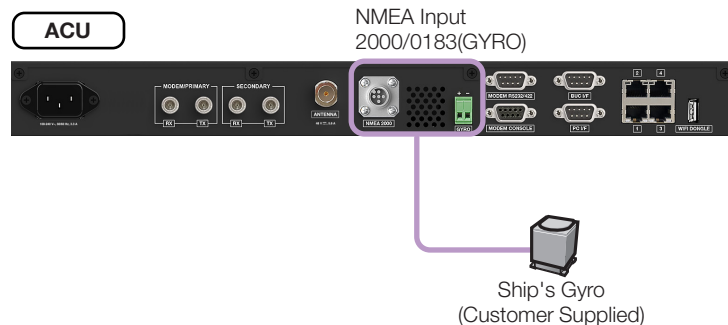 ACU
NMEA Input
2000/0183(GYRO)
MODEM/PRIMARY
SECONDARY
RX
TX
RX
TX
ANTENNA
NMEA 2000
+ -
GYRO
MODEM RS232/422
MODEM CONSOLE
BUC I/F
PC I/F
2
4
1
3
WIFI DONGLE
Ship's Gyro
(Customer Supplied)